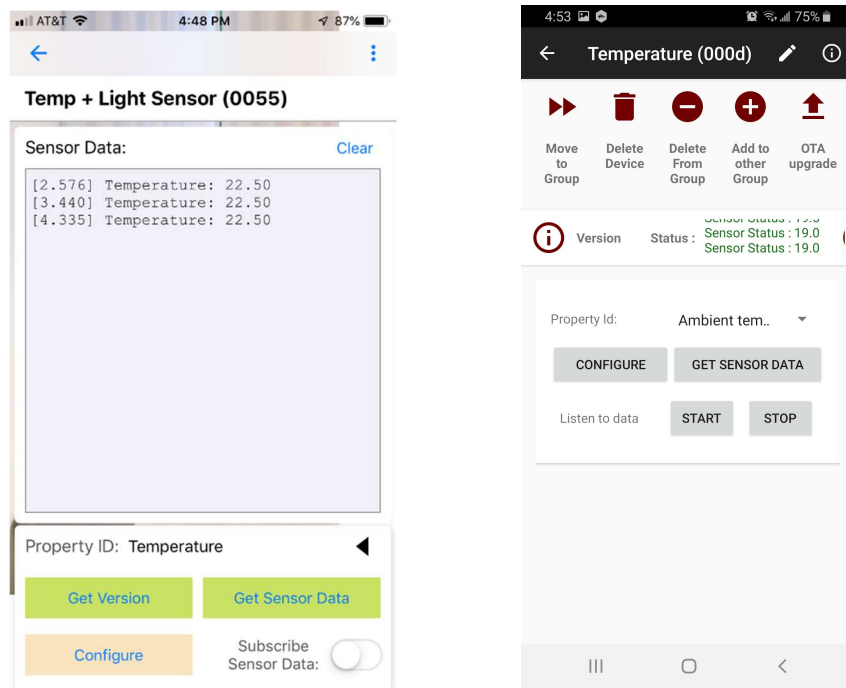 AT&T 4:48 PM 87%
Temp + Light Sensor (0055)
Sensor Data: Clear
[2.576] Temperature: 22.50
[3.440] Temperature: 22.50
[4.335] Temperature: 22.50
Property ID: Temperature
Get Version Get Sensor Data
Configure Subscribe
Sensor Data:
4:53 75%
Temperature (000d)
Move
to
Group
Delete
Device
Delete
From
Group
Add to
other
Group
OTA
upgrade
Version Status :
Sensor Status : 19.0
Sensor Status : 19.0
Property Id: Ambient tem..
CONFIGURE GET SENSOR DATA
Listen to data START STOP